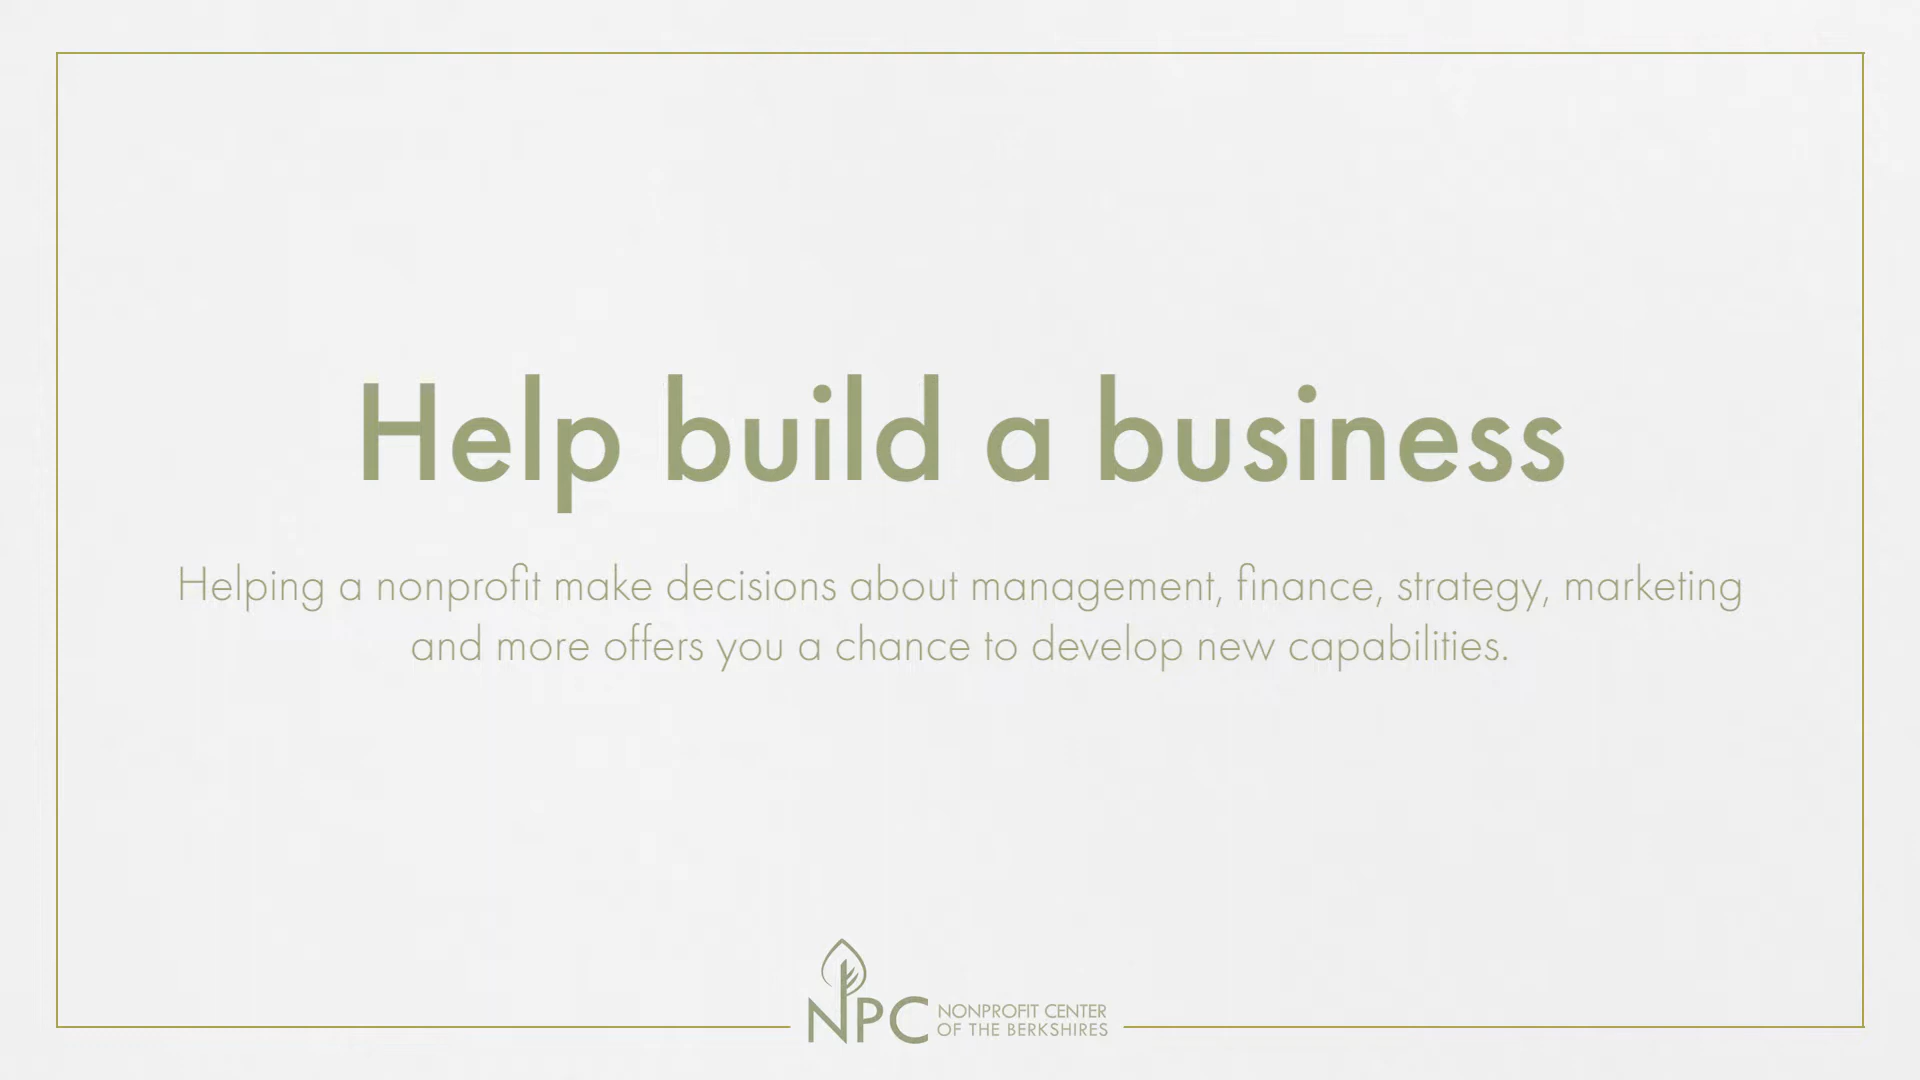 Help build a business
Helping a nonprofit make decisions about management, finance, strategy, marketing
and more offers you a chance to develop new capabilities.
NPC
NONPROFIT CENTER
OF THE BERKSHIRES